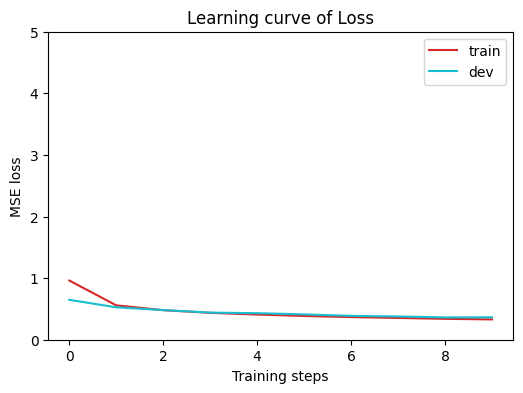 Learning curve of Loss
train
dev
MSE loss
5
4
3
2
1
0
0 2 4 6 8
Training steps